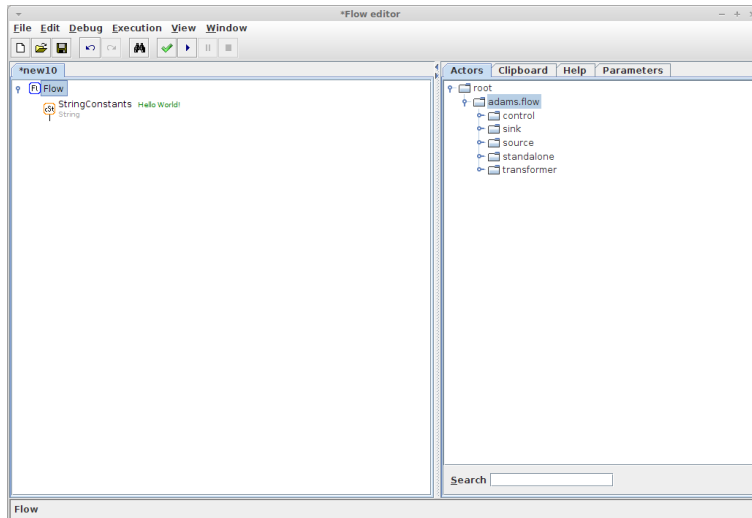 *Flow editor
File Edit Debug Execution View Window
*new10
Flow
StringConstants Hello World!
String
Actors Clipboard Help Parameters
root
adams.flow
control
sink
source
standalone
transformer
Search
Flow